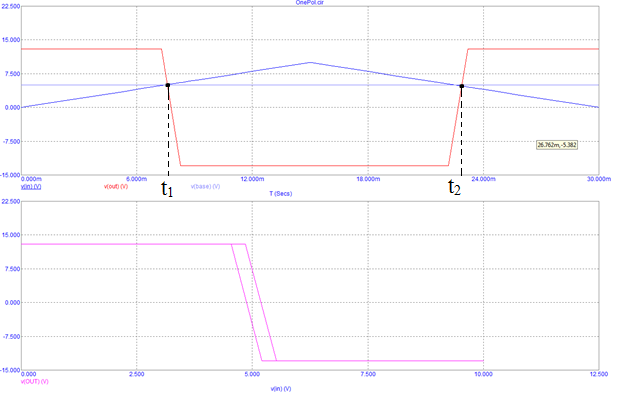 OnePol.cir
22.500
15.000
7.500
0.000
-7.500
-15.000
26.762m,-5.382
0.000m 6.000m 12.000m 18.000m 24.000m 30.000m
v(in) (V) v(out) (V) v(base) (V)
T (Secs)
t1 t2
22.500
15.000
7.500
0.000
-7.500
-15.000
0.000 2.500 5.000 7.500 10.000 12.500
v(OUT) (V)
v(in) (V)